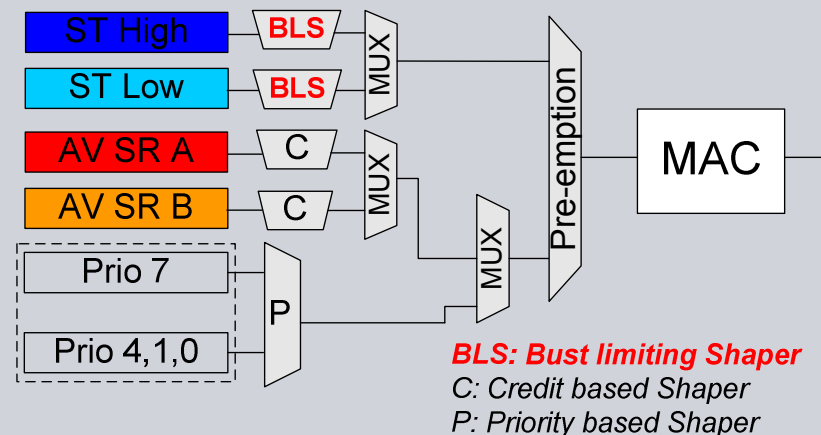 ST High
BLS
ST Low
BLS
MUX
AV SR A
C
AV SR B
C
MUX
Prio 7
Prio 4,1,0
P
MUX
Pre-emption
MAC
BLS: Bust limiting Shaper
C: Credit based Shaper
P: Priority based Shaper